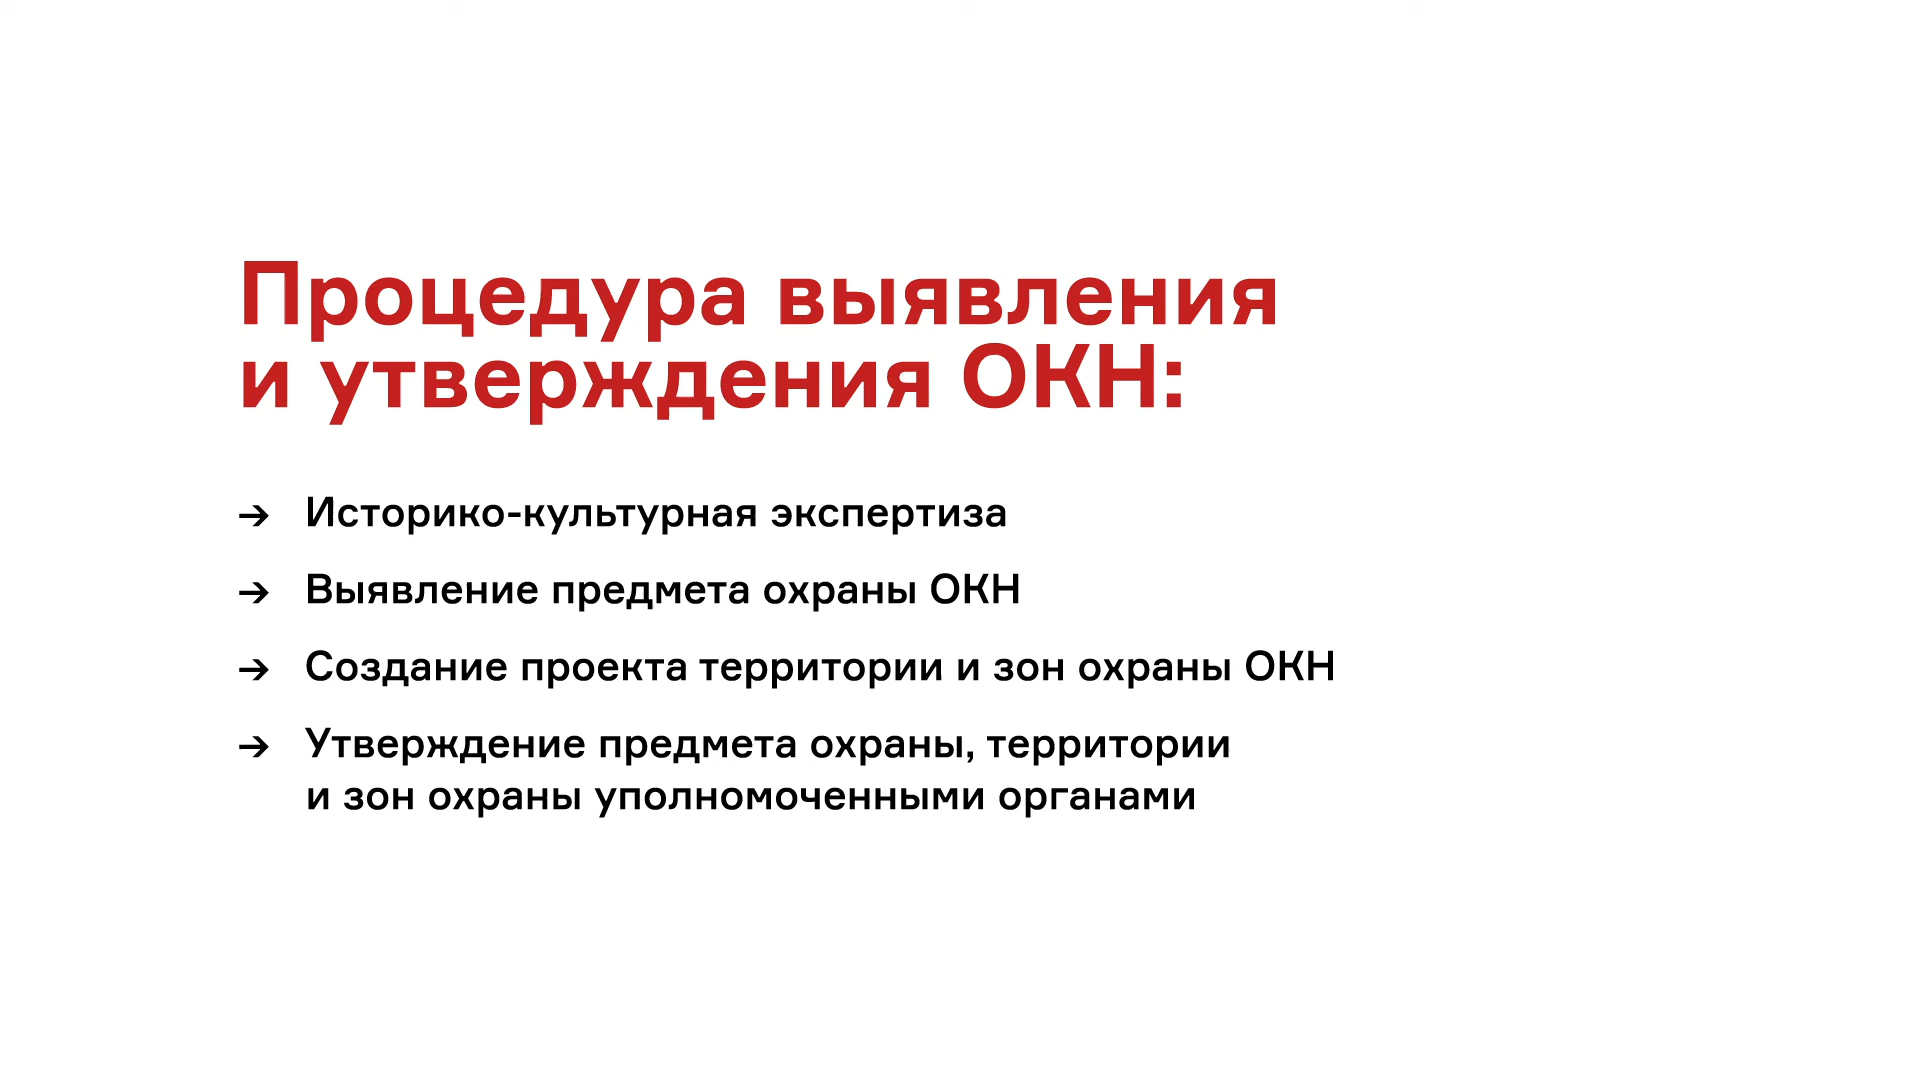 Процедура выявления
и утверждения ОКН:
→ Историко-культурная экспертиза
→ Выявление предмета охраны ОКН
→ Создание проекта территории и зон охраны ОКН
→ Утверждение предмета охраны, территории
и зон охраны уполномоченными органами